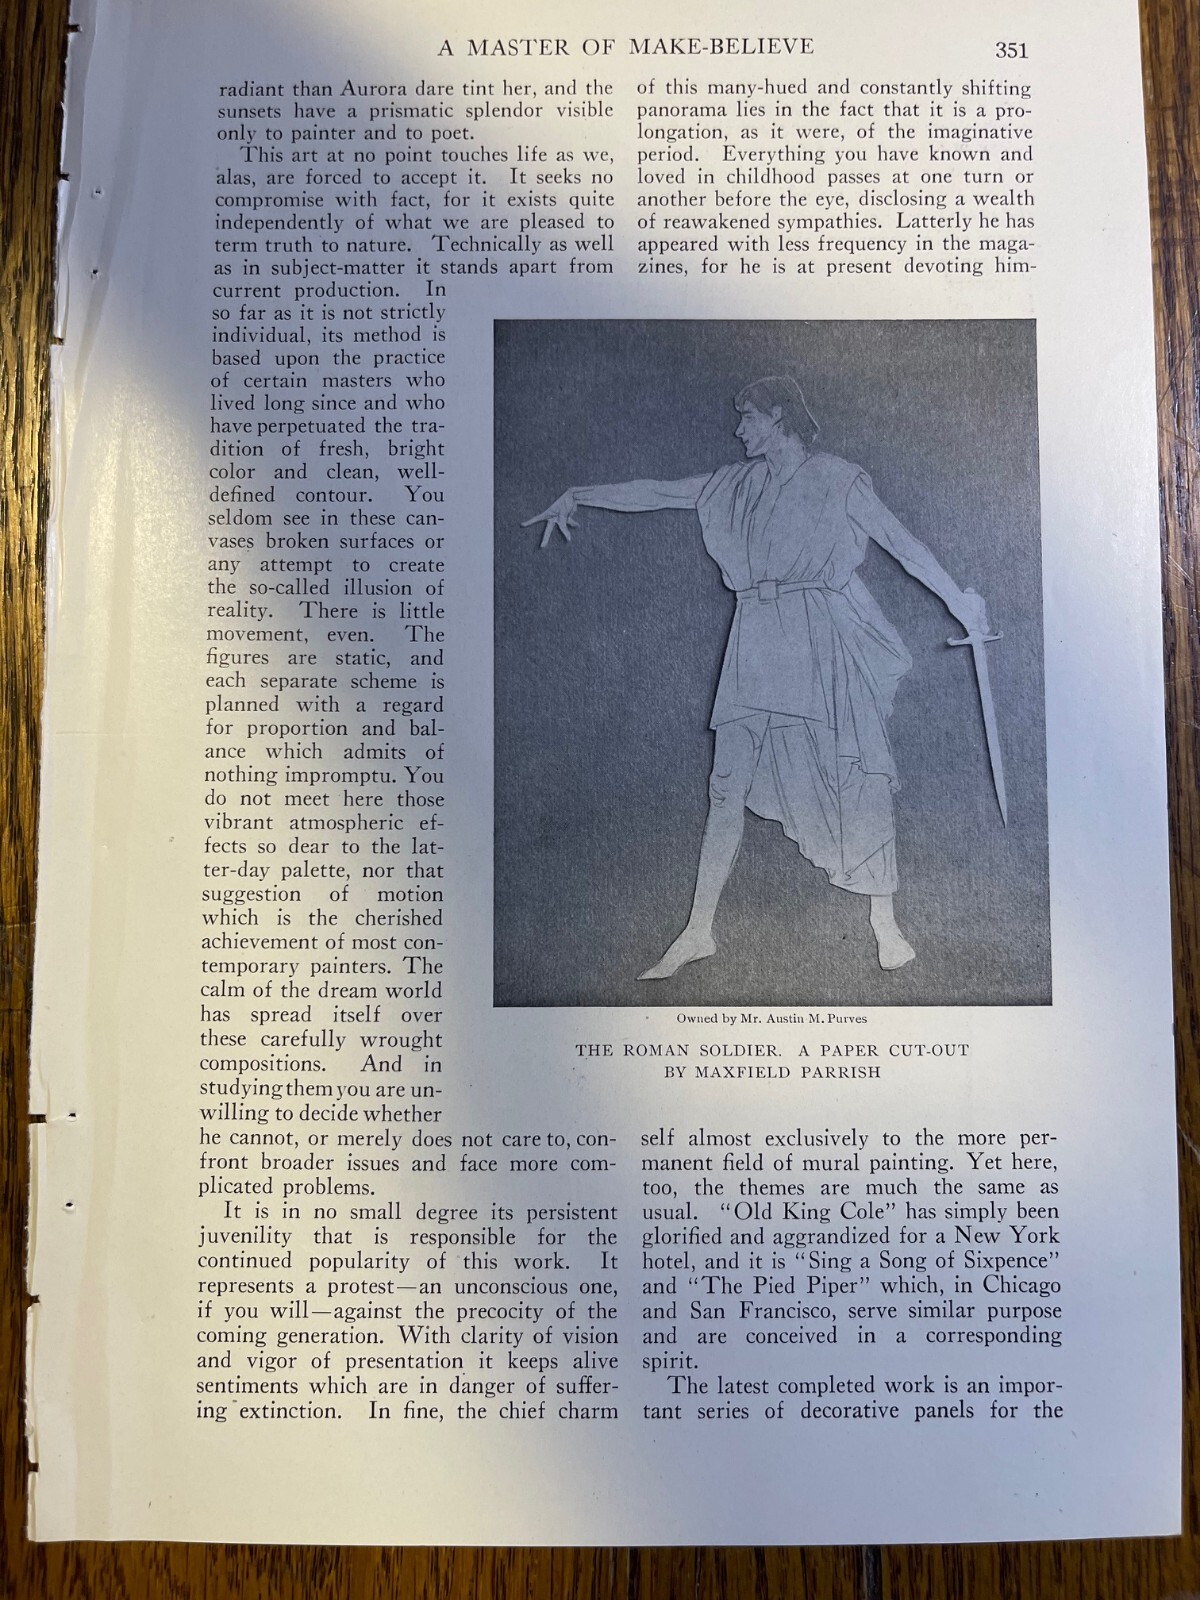 A MASTER OF MAKE-BELIEVE
351
radiant than Aurora dare tint her, and the
sunsets have a prismatic splendor visible
only to painter and to poet.
This art at no point touches life as we,
alas, are forced to accept it. It seeks no
compromise with fact, for it exists quite
independently of what we are pleased to
term truth to nature. Technically as well
as in subject-matter it stands apart from
current production. In
so far as it is not strictly
individual, its method is
based upon the practice
of certain masters who
lived long since and who
have perpetuated the tra-
dition of fresh, bright
color and clean, well-
defined contour. You
seldom see in these can-
vases broken surfaces or
any attempt to create
the so-called illusion of
reality. There is little
movement, even. The
figures are static, and
each separate scheme is
planned with a regard
for proportion and bal-
ance which admits of
nothing impromptu. You
do not meet here those
vibrant atmospheric ef-
fects so dear to the lat-
ter-day palette, nor that
suggestion of motion
which is the cherished
achievement of most con-
temporary painters. The
calm of the dream world
has spread itself over
these carefully wrought
compositions. And in
studying them you are un-
willing to decide whether
he cannot, or merely does not care to, con-
front broader issues and face more com-
plicated problems.
It is in no small degree its persistent
juvenility that is responsible for the
continued popularity of this work. It
represents a protest—an unconscious one,
if you will—against the precocity of the
coming generation. With clarity of vision
and vigor of presentation it keeps alive
sentiments which are in danger of suffer-
ing extinction. In fine, the chief charm
of this many-hued and constantly shifting
panorama lies in the fact that it is a pro-
longation, as it were, of the imaginative
period. Everything you have known and
loved in childhood passes at one turn or
another before the eye, disclosing a wealth
of reawakened sympathies. Latterly he has
appeared with less frequency in the maga-
zines, for he is at present devoting him-
Owned by Mr. Austin M. Purves
THE ROMAN SOLDIER. A PAPER CUT-OUT
BY MAXFIELD PARRISH
self almost exclusively to the more per-
manent field of mural painting. Yet here,
too, the themes are much the same as
usual. "Old King Cole" has simply been
glorified and aggrandized for a New York
hotel, and it is "Sing a Song of Sixpence"
and "The Pied Piper" which, in Chicago
and San Francisco, serve similar purpose
and are conceived in a corresponding
spirit.
The latest completed work is an impor-
tant series of decorative panels for the